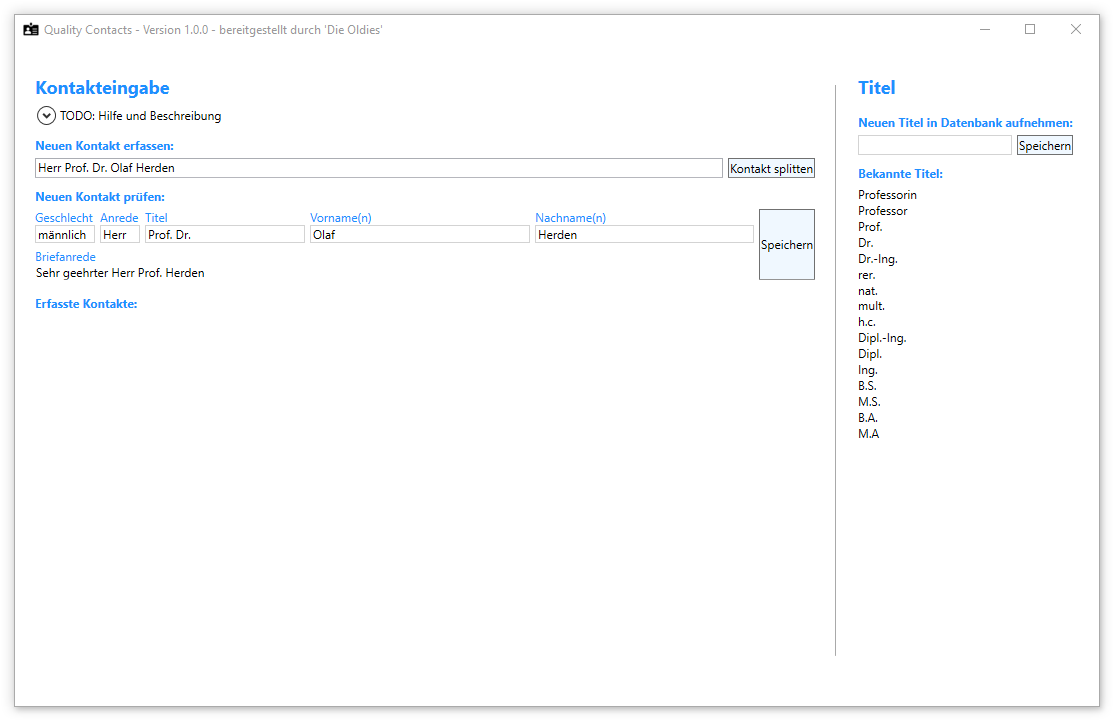 Quality Contacts - Version 1.0.0 - bereitgestellt durch 'Die Oldies'
Kontakteingabe
TODO: Hilfe und Beschreibung
Neuen Kontakt erfassen:
Herr Prof. Dr. Olaf Herden
Kontakt splitten
Neuen Kontakt prüfen:
Geschlecht Anrede Titel Vorname(n) Nachname(n)
männlich Herr Prof. Dr. Olaf Herden
Speichern
Briefanrede
Sehr geehrter Herr Prof. Herden
Erfasste Kontakte:
Titel
Neuen Titel in Datenbank aufnehmen:
Speichern
Bekannte Titel:
Professorin
Professor
Prof.
Dr.
Dr.-Ing.
rer.
nat.
mult.
h.c.
Dipl.-Ing.
Dipl.
Ing.
B.S.
M.S.
B.A.
M.A